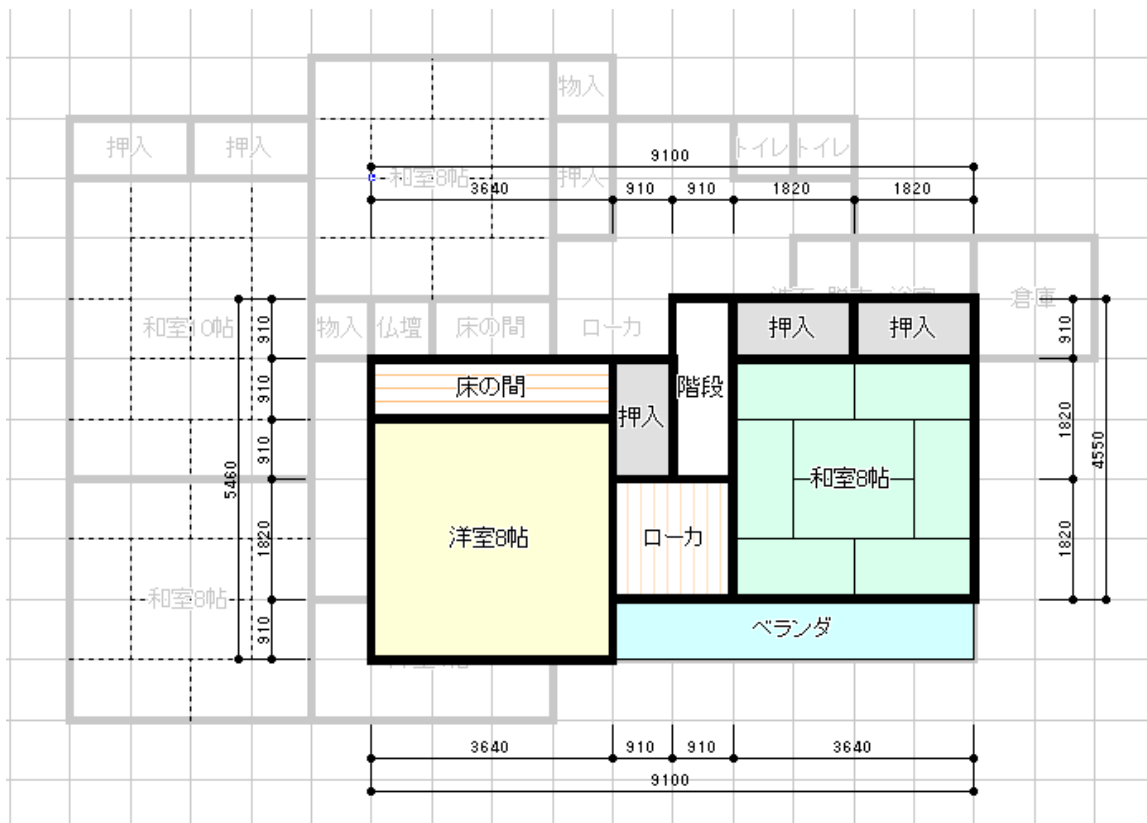 物入
押入
押入
トイレ
トイレ
9100
和室8帖
押入
3640
910
910
1820
1820
倉庫
910
和室10帖
物入
仏壇
床の間
ローカ
押入
押入
910
910
床の間
階段
押入
1820
910
5460
4550
和室8帖
1820
洋室8帖
ローカ
1820
和室8帖
910
ベランダ
3640
910
910
3640
9100